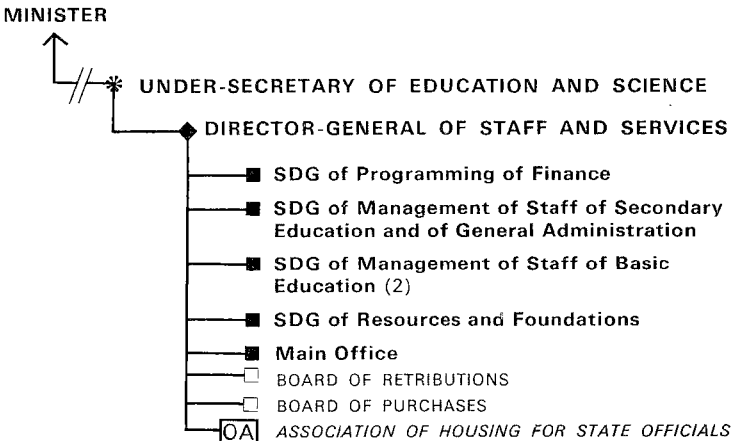 MINISTER
UNDER-SECRETARY OF EDUCATION AND SCIENCE
DIRECTOR-GENERAL OF STAFF AND SERVICES
SDG of Programming of Finance
SDG of Management of Staff of Secondary
Education and of General Administration
SDG of Management of Staff of Basic
Education (2)
SDG of Resources and Foundations
Main Office
BOARD OF RETRIBUTIONS
BOARD OF PURCHASES
OA ASSOCIATION OF HOUSING FOR STATE OFFICIALS